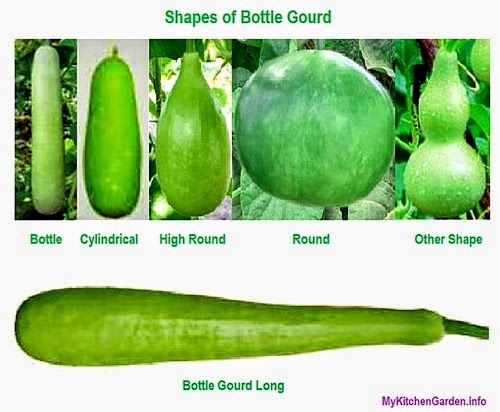 Shapes of Bottle Gourd
Bottle Cylindrical High Round Round Other Shape
Bottle Gourd Long
MyKitchenGarden.info